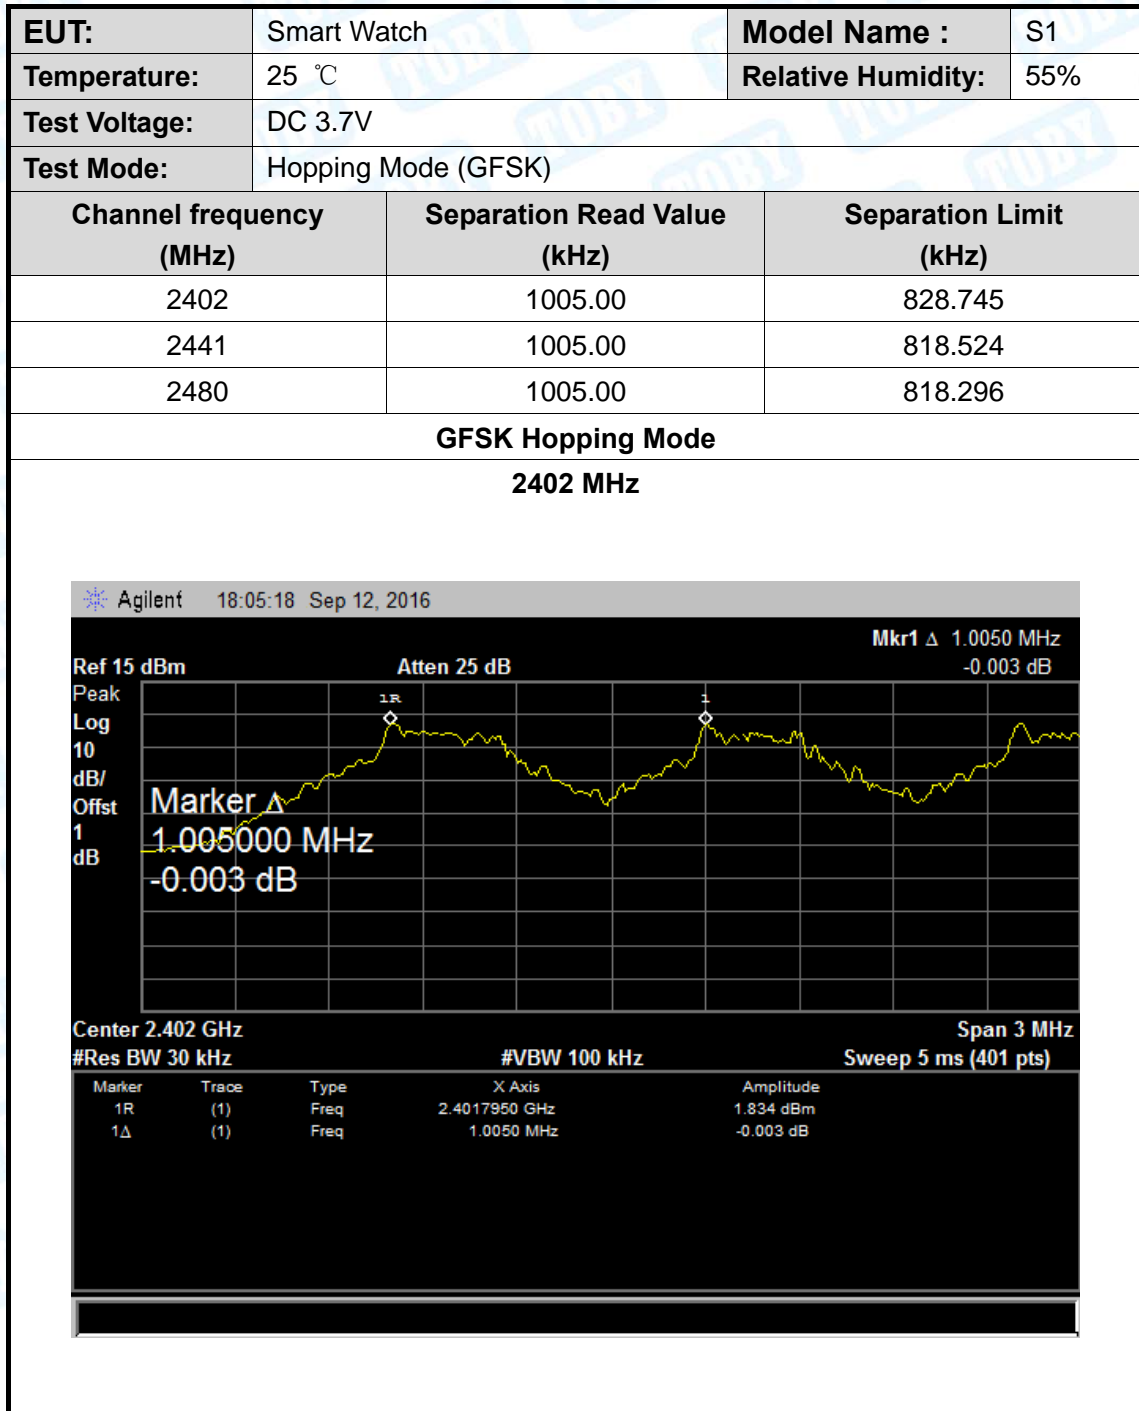 EUT: Smart Watch Model Name : S1
Temperature: 25 ℃ Relative Humidity: 55%
Test Voltage: DC 3.7V
Test Mode: Hopping Mode (GFSK)
Channel frequency Separation Read Value Separation Limit
(MHz) (kHz) (kHz)
2402 1005.00 828.745
2441 1005.00 818.524
2480 1005.00 818.296
GFSK Hopping Mode
2402 MHz
Agilent 18:05:18 Sep 12, 2016
Mkr1 Δ 1.0050 MHz
Ref 15 dBm Atten 25 dB -0.003 dB
Peak
Log
10
dB/
Offst
1
dB
1R 1
Marker Δ
1.005000 MHz
-0.003 dB
Center 2.402 GHz Span 3 MHz
#Res BW 30 kHz #VBW 100 kHz Sweep 5 ms (401 pts)
Marker Trace Type X Axis Amplitude
1R (1) Freq 2.4017950 GHz 1.834 dBm
1Δ (1) Freq 1.0050 MHz -0.003 dB
TOBY
TOBY
TOBY
TOBY
TOBY